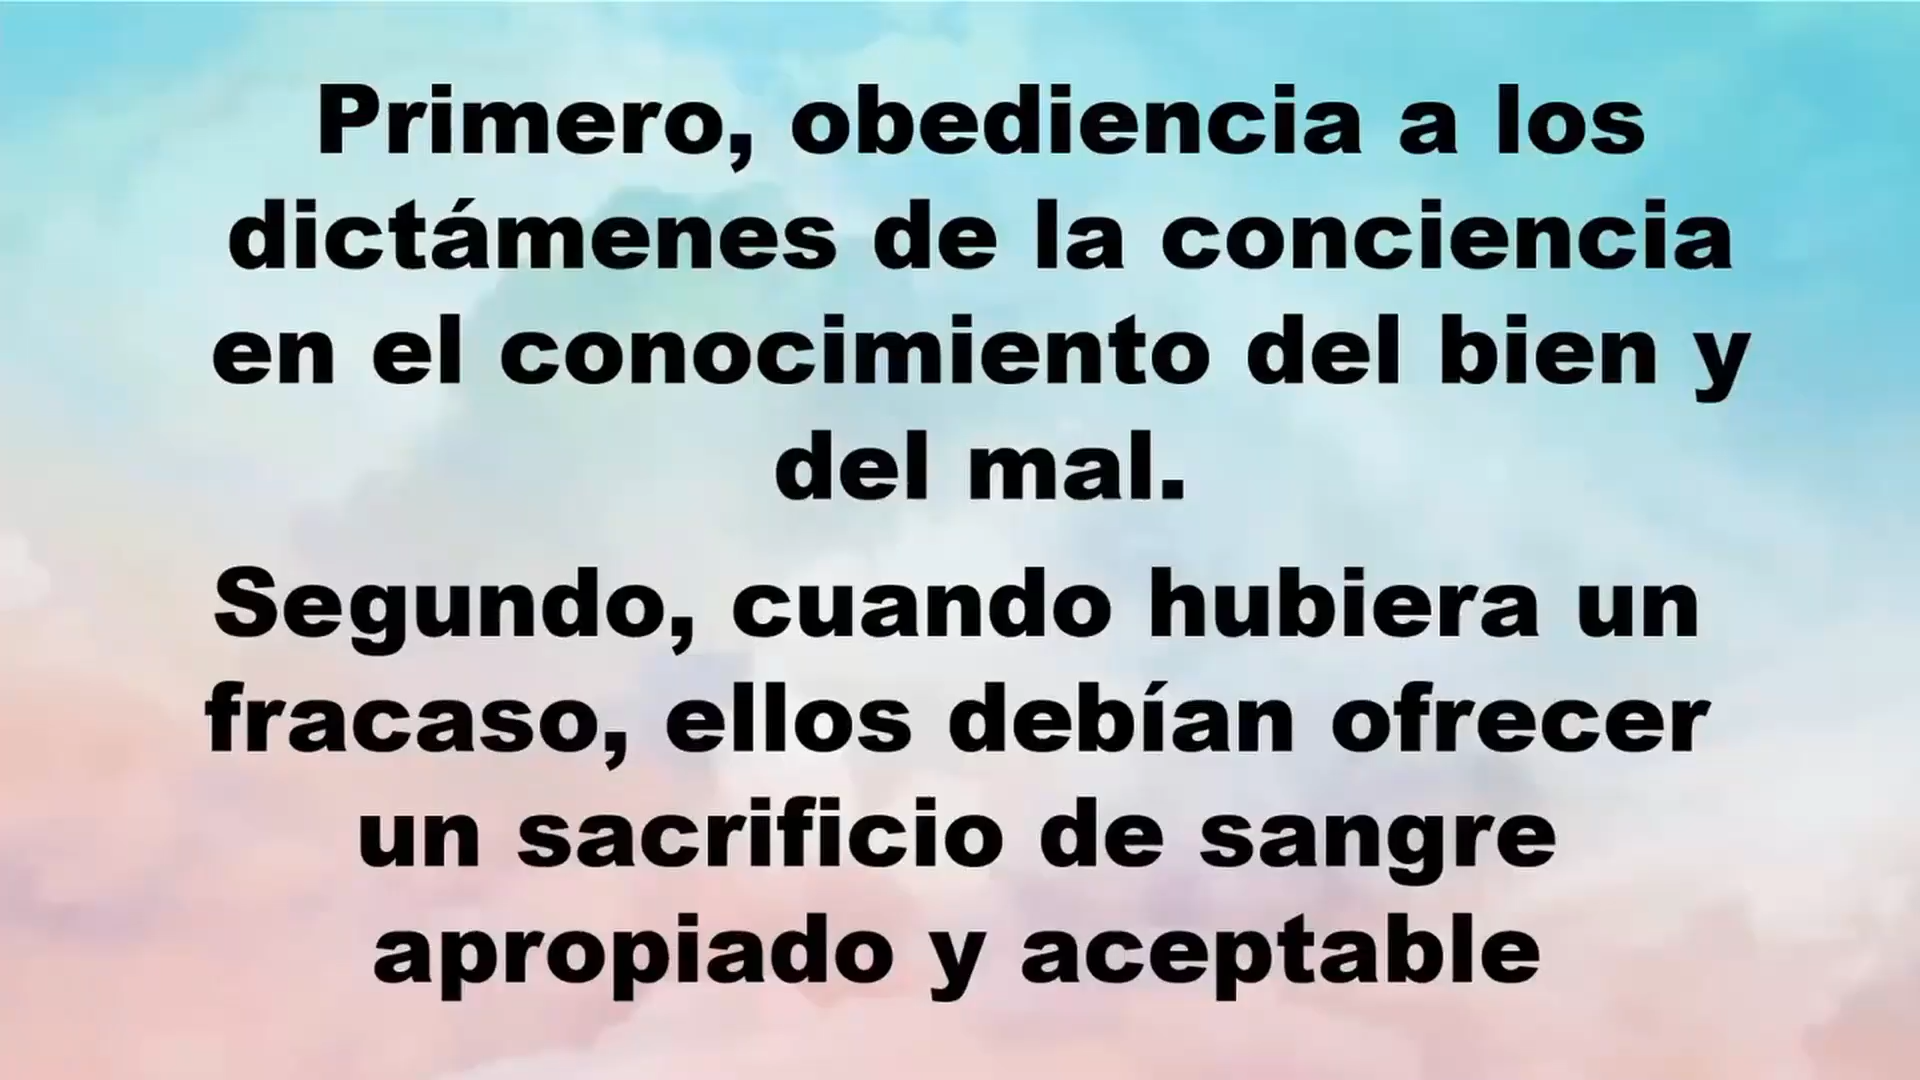 Primero, obediencia a los
dictámenes de la conciencia
en el conocimiento del bien y
del mal.
Segundo, cuando hubiera un
fracaso, ellos debían ofrecer
un sacrificio de sangre
apropiado y aceptable